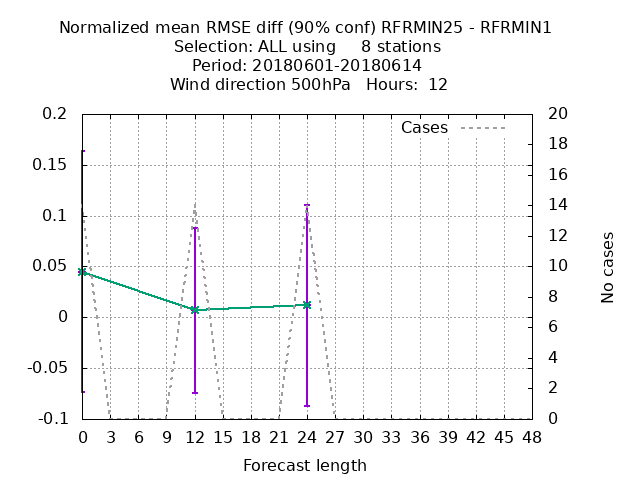 Normalized mean RMSE diff (90% conf) RFRMIN25 - RFRMIN1
Selection: ALL using     8 stations
Period: 20180601-20180614
Wind direction 500hPa   Hours:  12
Cases
0.2
0.15
0.1
0.05
0
-0.05
-0.1
20
18
16
14
12
10
8
6
4
2
0
No cases
0 3 6 9 12 15 18 21 24 27 30 33 36 39 42 45 48
Forecast length